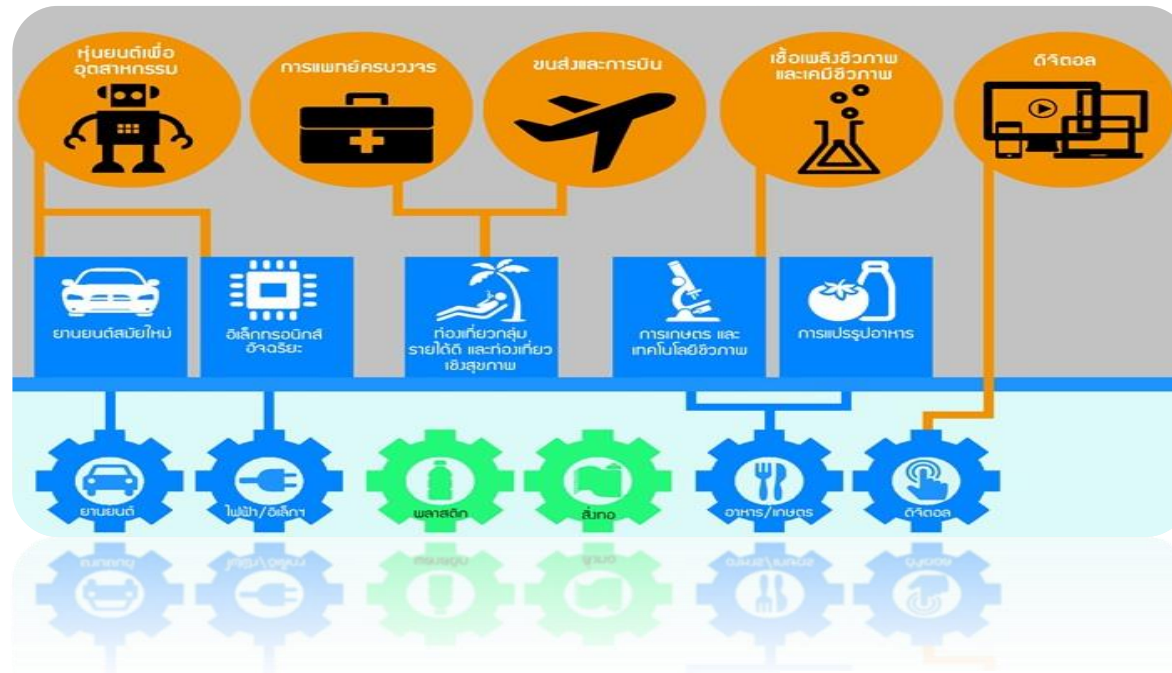 หุ่นยนต์เพื่อ
อุตสาหกรรม
การแพทย์ครบวงจร
ขนส่งและการบิน
เชื้อเพลิงชีวภาพ
และเคมีชีวภาพ
ดิจิตอล
ยานยนต์สมัยใหม่
อิเล็กทรอนิกส์
อัจฉริยะ
ท่องเที่ยวกลุ่ม
รายได้ดี และท่องเที่ยว
เชิงสุขภาพ
การเกษตร และ
เทคโนโลยีชีวภาพ
การแปรรูปอาหาร
ยานยนต์
ไฟฟ้า/อิเล็กฯ
พลาสติก
สิ่งทอ
อาหาร/เกษตร
ดิจิตอล